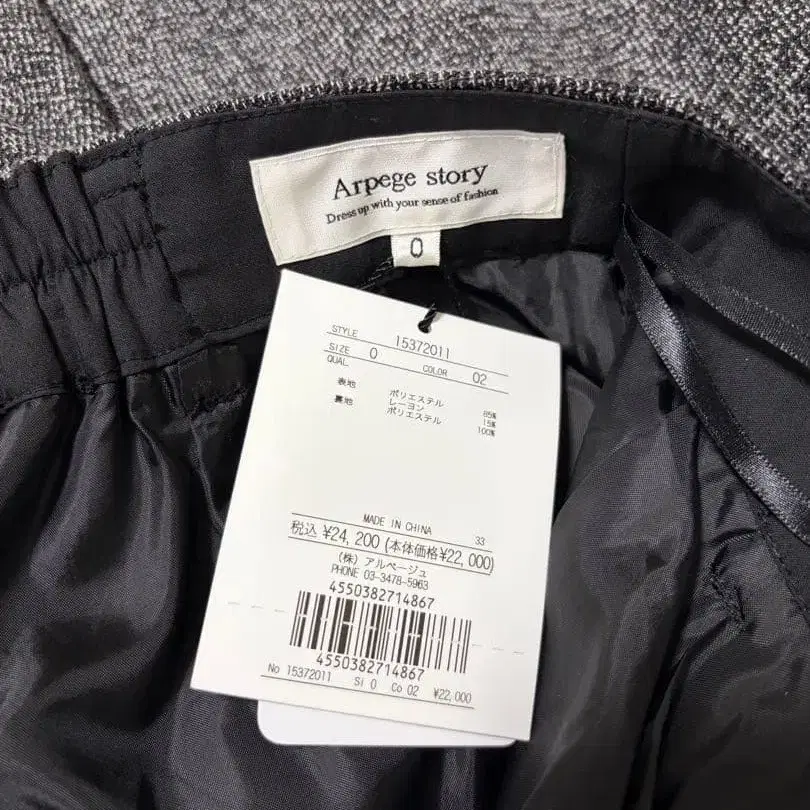 Arpege story
Dress up with your sense of fashion
0
STYLE 15372011
SIZE 0 COLOR 02
QUAL.
表地 ポリエステル 85%
レーヨン 15%
裏地 ポリエステル 100%
MADE IN CHINA 33
税込 ¥24,200 (本体価格¥22,000)
(株) アルページュ
PHONE 03-3478-5963
4550382714867
4550382714867
No 15372011 Si 0 Co 02 ¥22,000